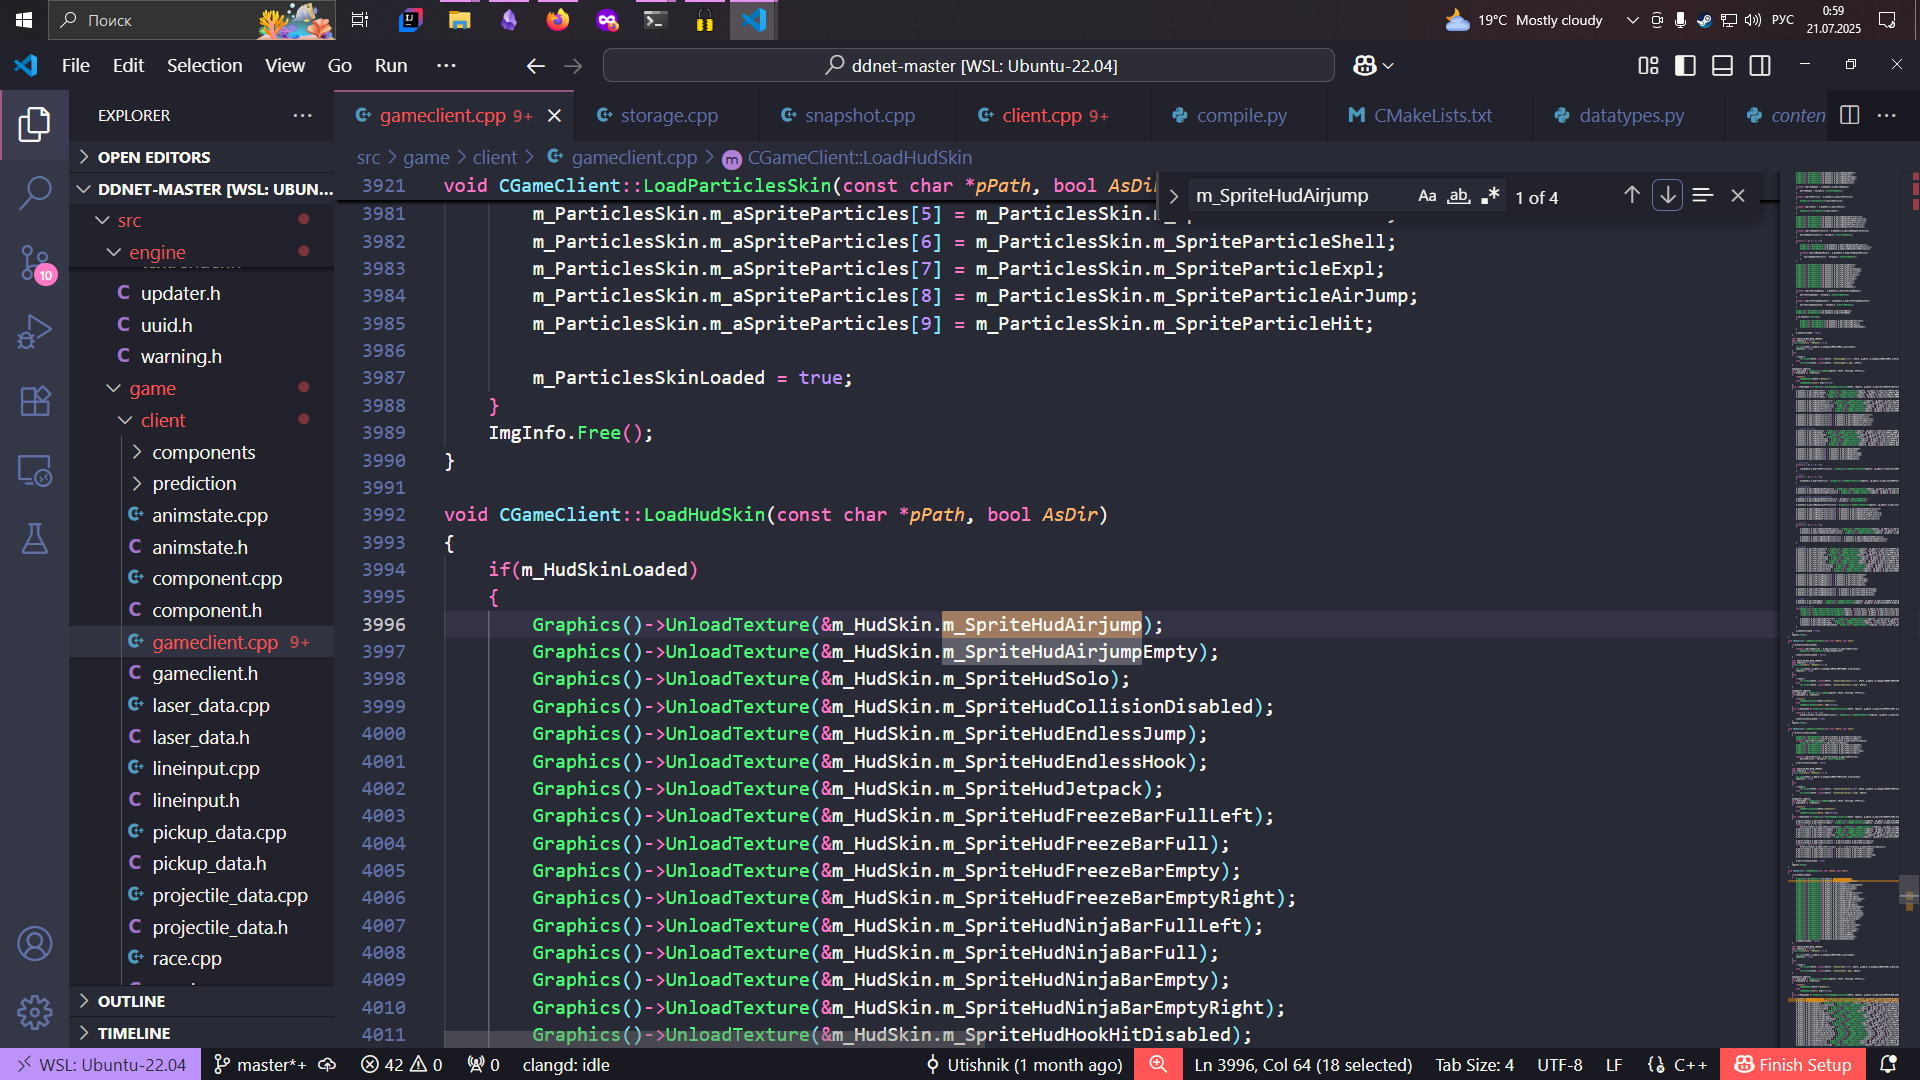 Поиск
19°C Mostly cloudy
РУС
0:59
21.07.2025
File Edit Selection View Go Run ···
ddnet-master [WSL: Ubuntu-22.04]
EXPLORER
gameclient.cpp 9+
storage.cpp
snapshot.cpp
client.cpp 9+
compile.py
CMakeLists.txt
datatypes.py
conten
OPEN EDITORS
src > game > client > gameclient.cpp > CGameClient::LoadHudSkin
DDNET-MASTER [WSL: UBUN...
m_SpriteHudAirjump Aa ab .* 1 of 4
src
engine
updater.h
uuid.h
warning.h
game
client
components
prediction
animstate.cpp
animstate.h
component.cpp
component.h
gameclient.cpp 9+
gameclient.h
laser_data.cpp
laser_data.h
lineinput.cpp
lineinput.h
pickup_data.cpp
pickup_data.h
projectile_data.cpp
projectile_data.h
race.cpp
OUTLINE
TIMELINE
10
3921 void CGameClient::LoadParticlesSkin(const char *pPath, bool AsDir
3981 m_ParticlesSkin.m_aSpriteParticles[5] = m_ParticlesSkin.
3982 m_ParticlesSkin.m_aSpriteParticles[6] = m_ParticlesSkin.m_SpriteParticleShell;
3983 m_ParticlesSkin.m_aSpriteParticles[7] = m_ParticlesSkin.m_SpriteParticleExpl;
3984 m_ParticlesSkin.m_aSpriteParticles[8] = m_ParticlesSkin.m_SpriteParticleAirJump;
3985 m_ParticlesSkin.m_aSpriteParticles[9] = m_ParticlesSkin.m_SpriteParticleHit;
3986
3987 m_ParticlesSkinLoaded = true;
3988 }
3989 ImgInfo.Free();
3990 }
3991
3992 void CGameClient::LoadHudSkin(const char *pPath, bool AsDir)
3993 {
3994 if(m_HudSkinLoaded)
3995 {
3996 Graphics()->UnloadTexture(&m_HudSkin.m_SpriteHudAirjump);
3997 Graphics()->UnloadTexture(&m_HudSkin.m_SpriteHudAirjumpEmpty);
3998 Graphics()->UnloadTexture(&m_HudSkin.m_SpriteHudSolo);
3999 Graphics()->UnloadTexture(&m_HudSkin.m_SpriteHudCollisionDisabled);
4000 Graphics()->UnloadTexture(&m_HudSkin.m_SpriteHudEndlessJump);
4001 Graphics()->UnloadTexture(&m_HudSkin.m_SpriteHudEndlessHook);
4002 Graphics()->UnloadTexture(&m_HudSkin.m_SpriteHudJetpack);
4003 Graphics()->UnloadTexture(&m_HudSkin.m_SpriteHudFreezeBarFullLeft);
4004 Graphics()->UnloadTexture(&m_HudSkin.m_SpriteHudFreezeBarFull);
4005 Graphics()->UnloadTexture(&m_HudSkin.m_SpriteHudFreezeBarEmpty);
4006 Graphics()->UnloadTexture(&m_HudSkin.m_SpriteHudFreezeBarEmptyRight);
4007 Graphics()->UnloadTexture(&m_HudSkin.m_SpriteHudNinjaBarFullLeft);
4008 Graphics()->UnloadTexture(&m_HudSkin.m_SpriteHudNinjaBarFull);
4009 Graphics()->UnloadTexture(&m_HudSkin.m_SpriteHudNinjaBarEmpty);
4010 Graphics()->UnloadTexture(&m_HudSkin.m_SpriteHudNinjaBarEmptyRight);
4011 Graphics()->UnloadTexture(&m_HudSkin.m_SpriteHudHookHitDisabled);
WSL: Ubuntu-22.04 master*+ 42 0 0 clangd: idle Utishnik (1 month ago) Ln 3996, Col 64 (18 selected) Tab Size: 4 UTF-8 LF {} C++ Finish Setup